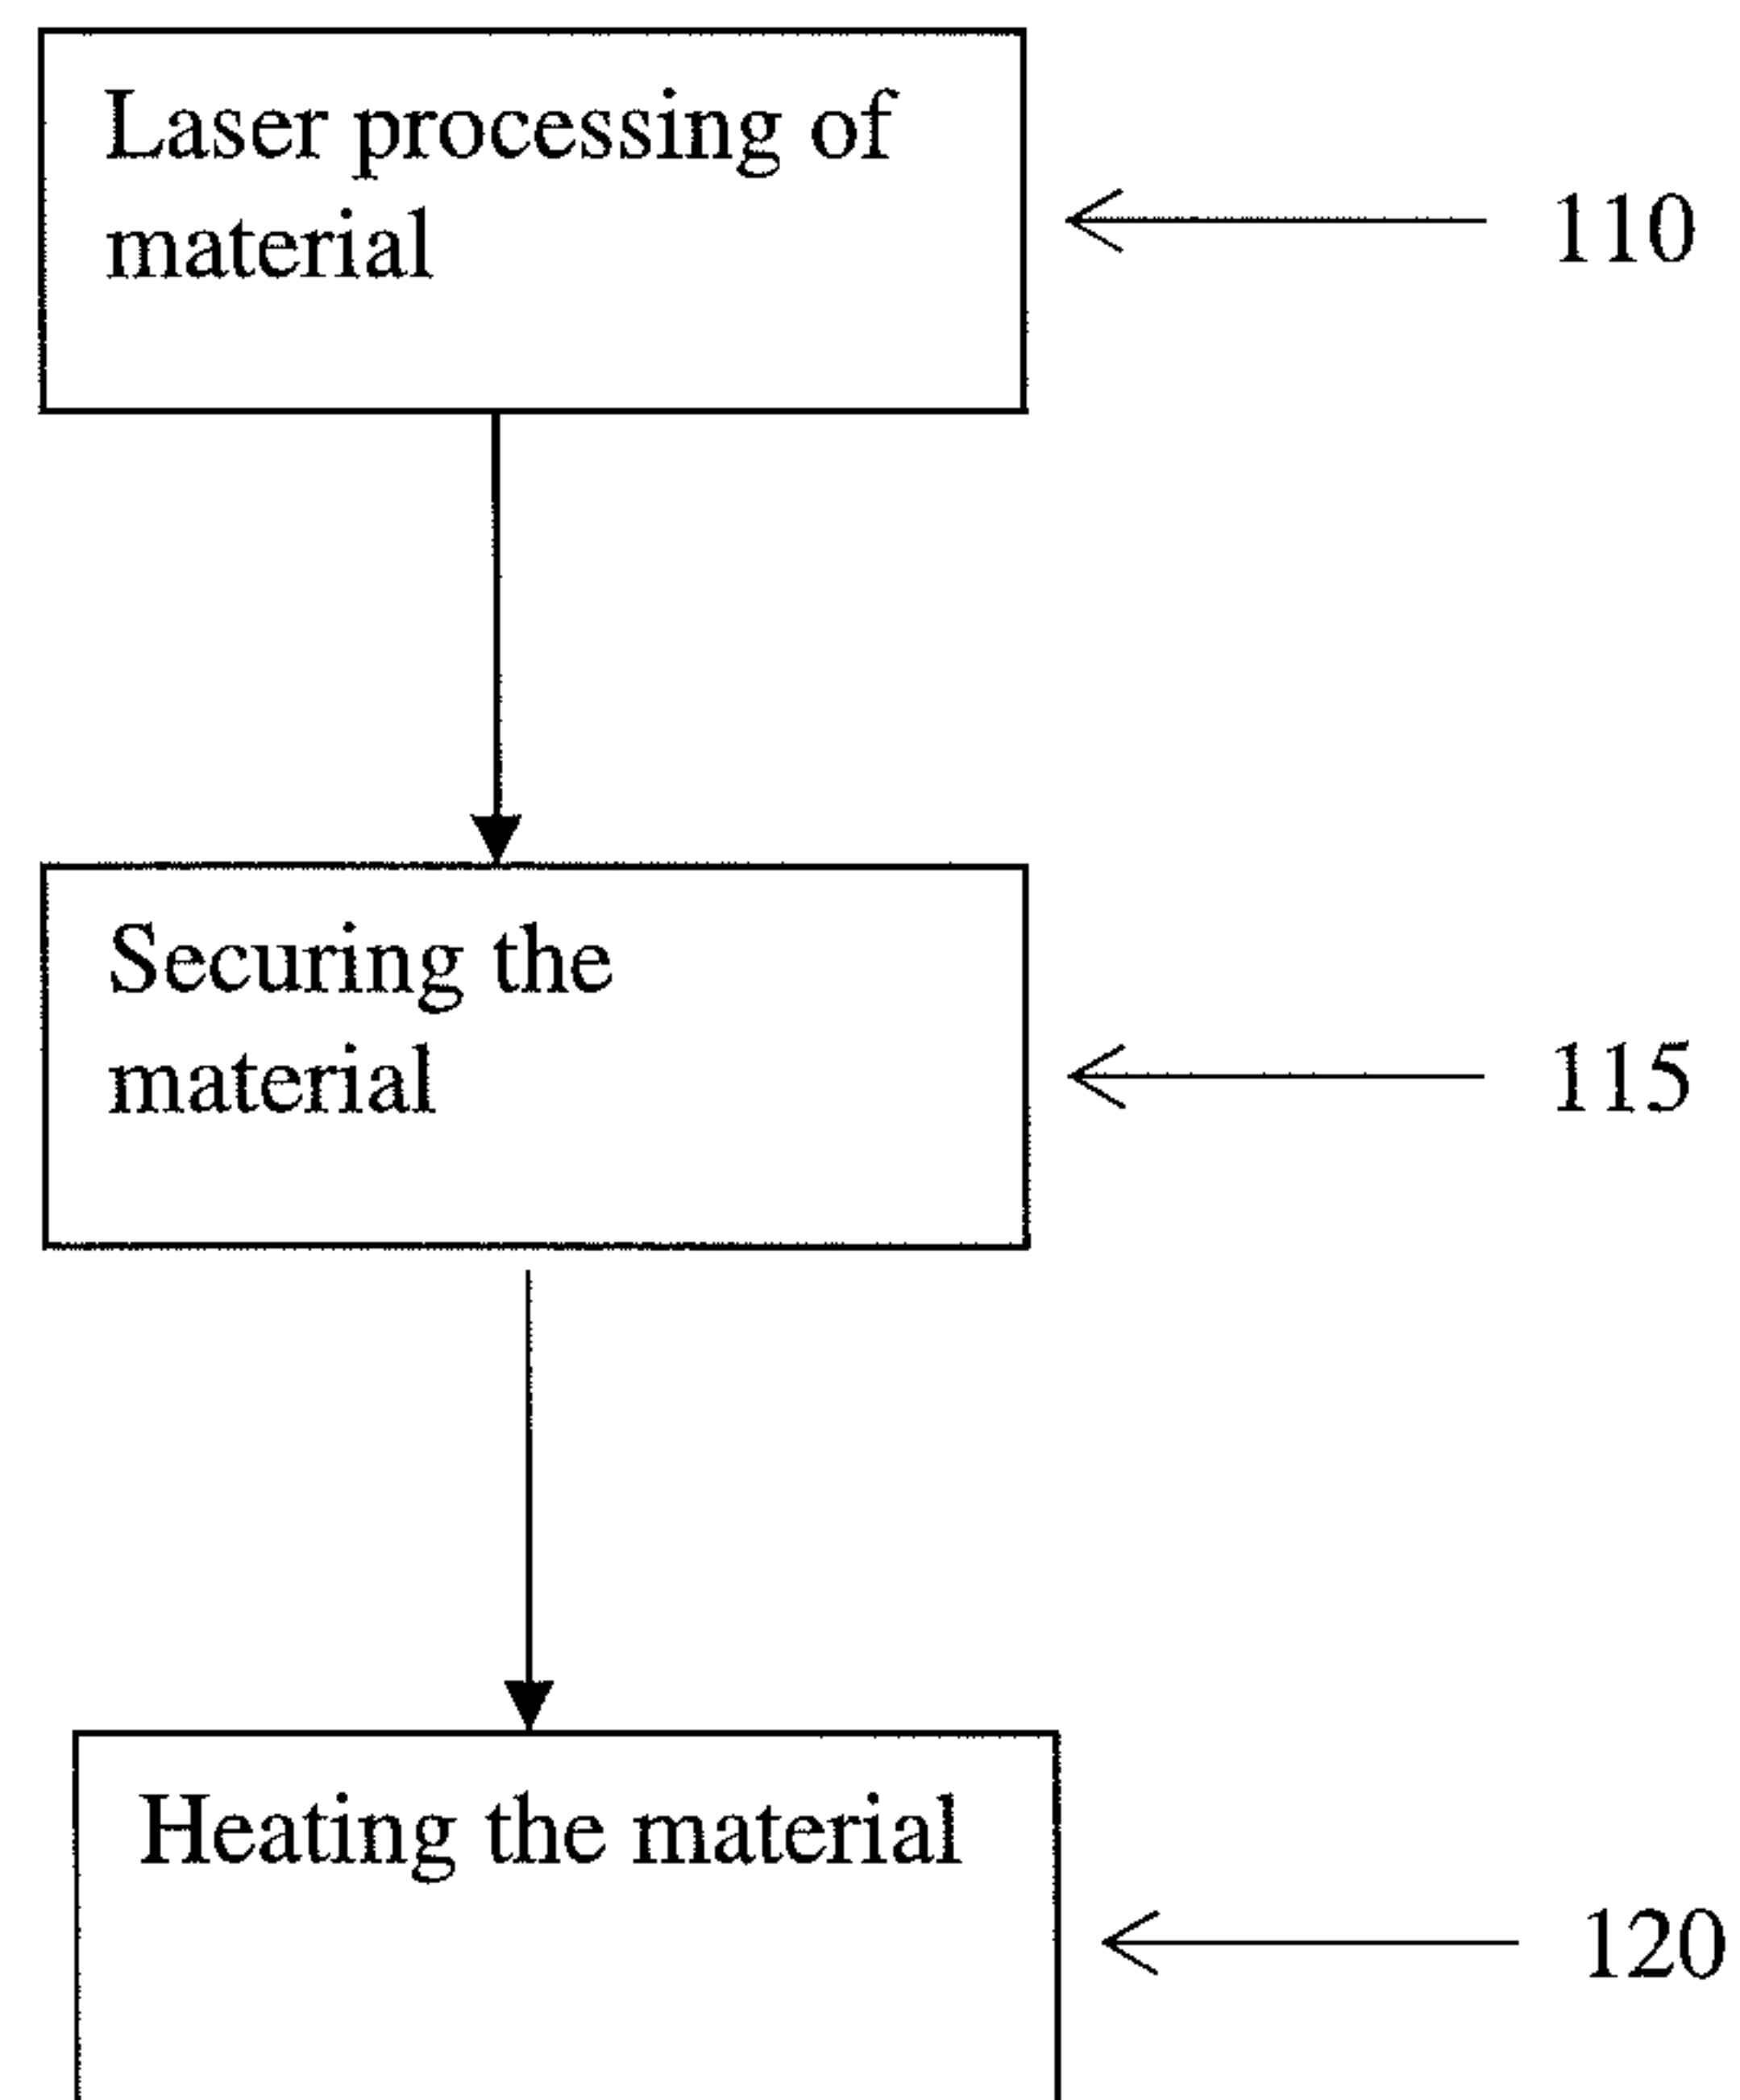 Laser processing of
material
110
Securing the
material
115
Heating the material
120